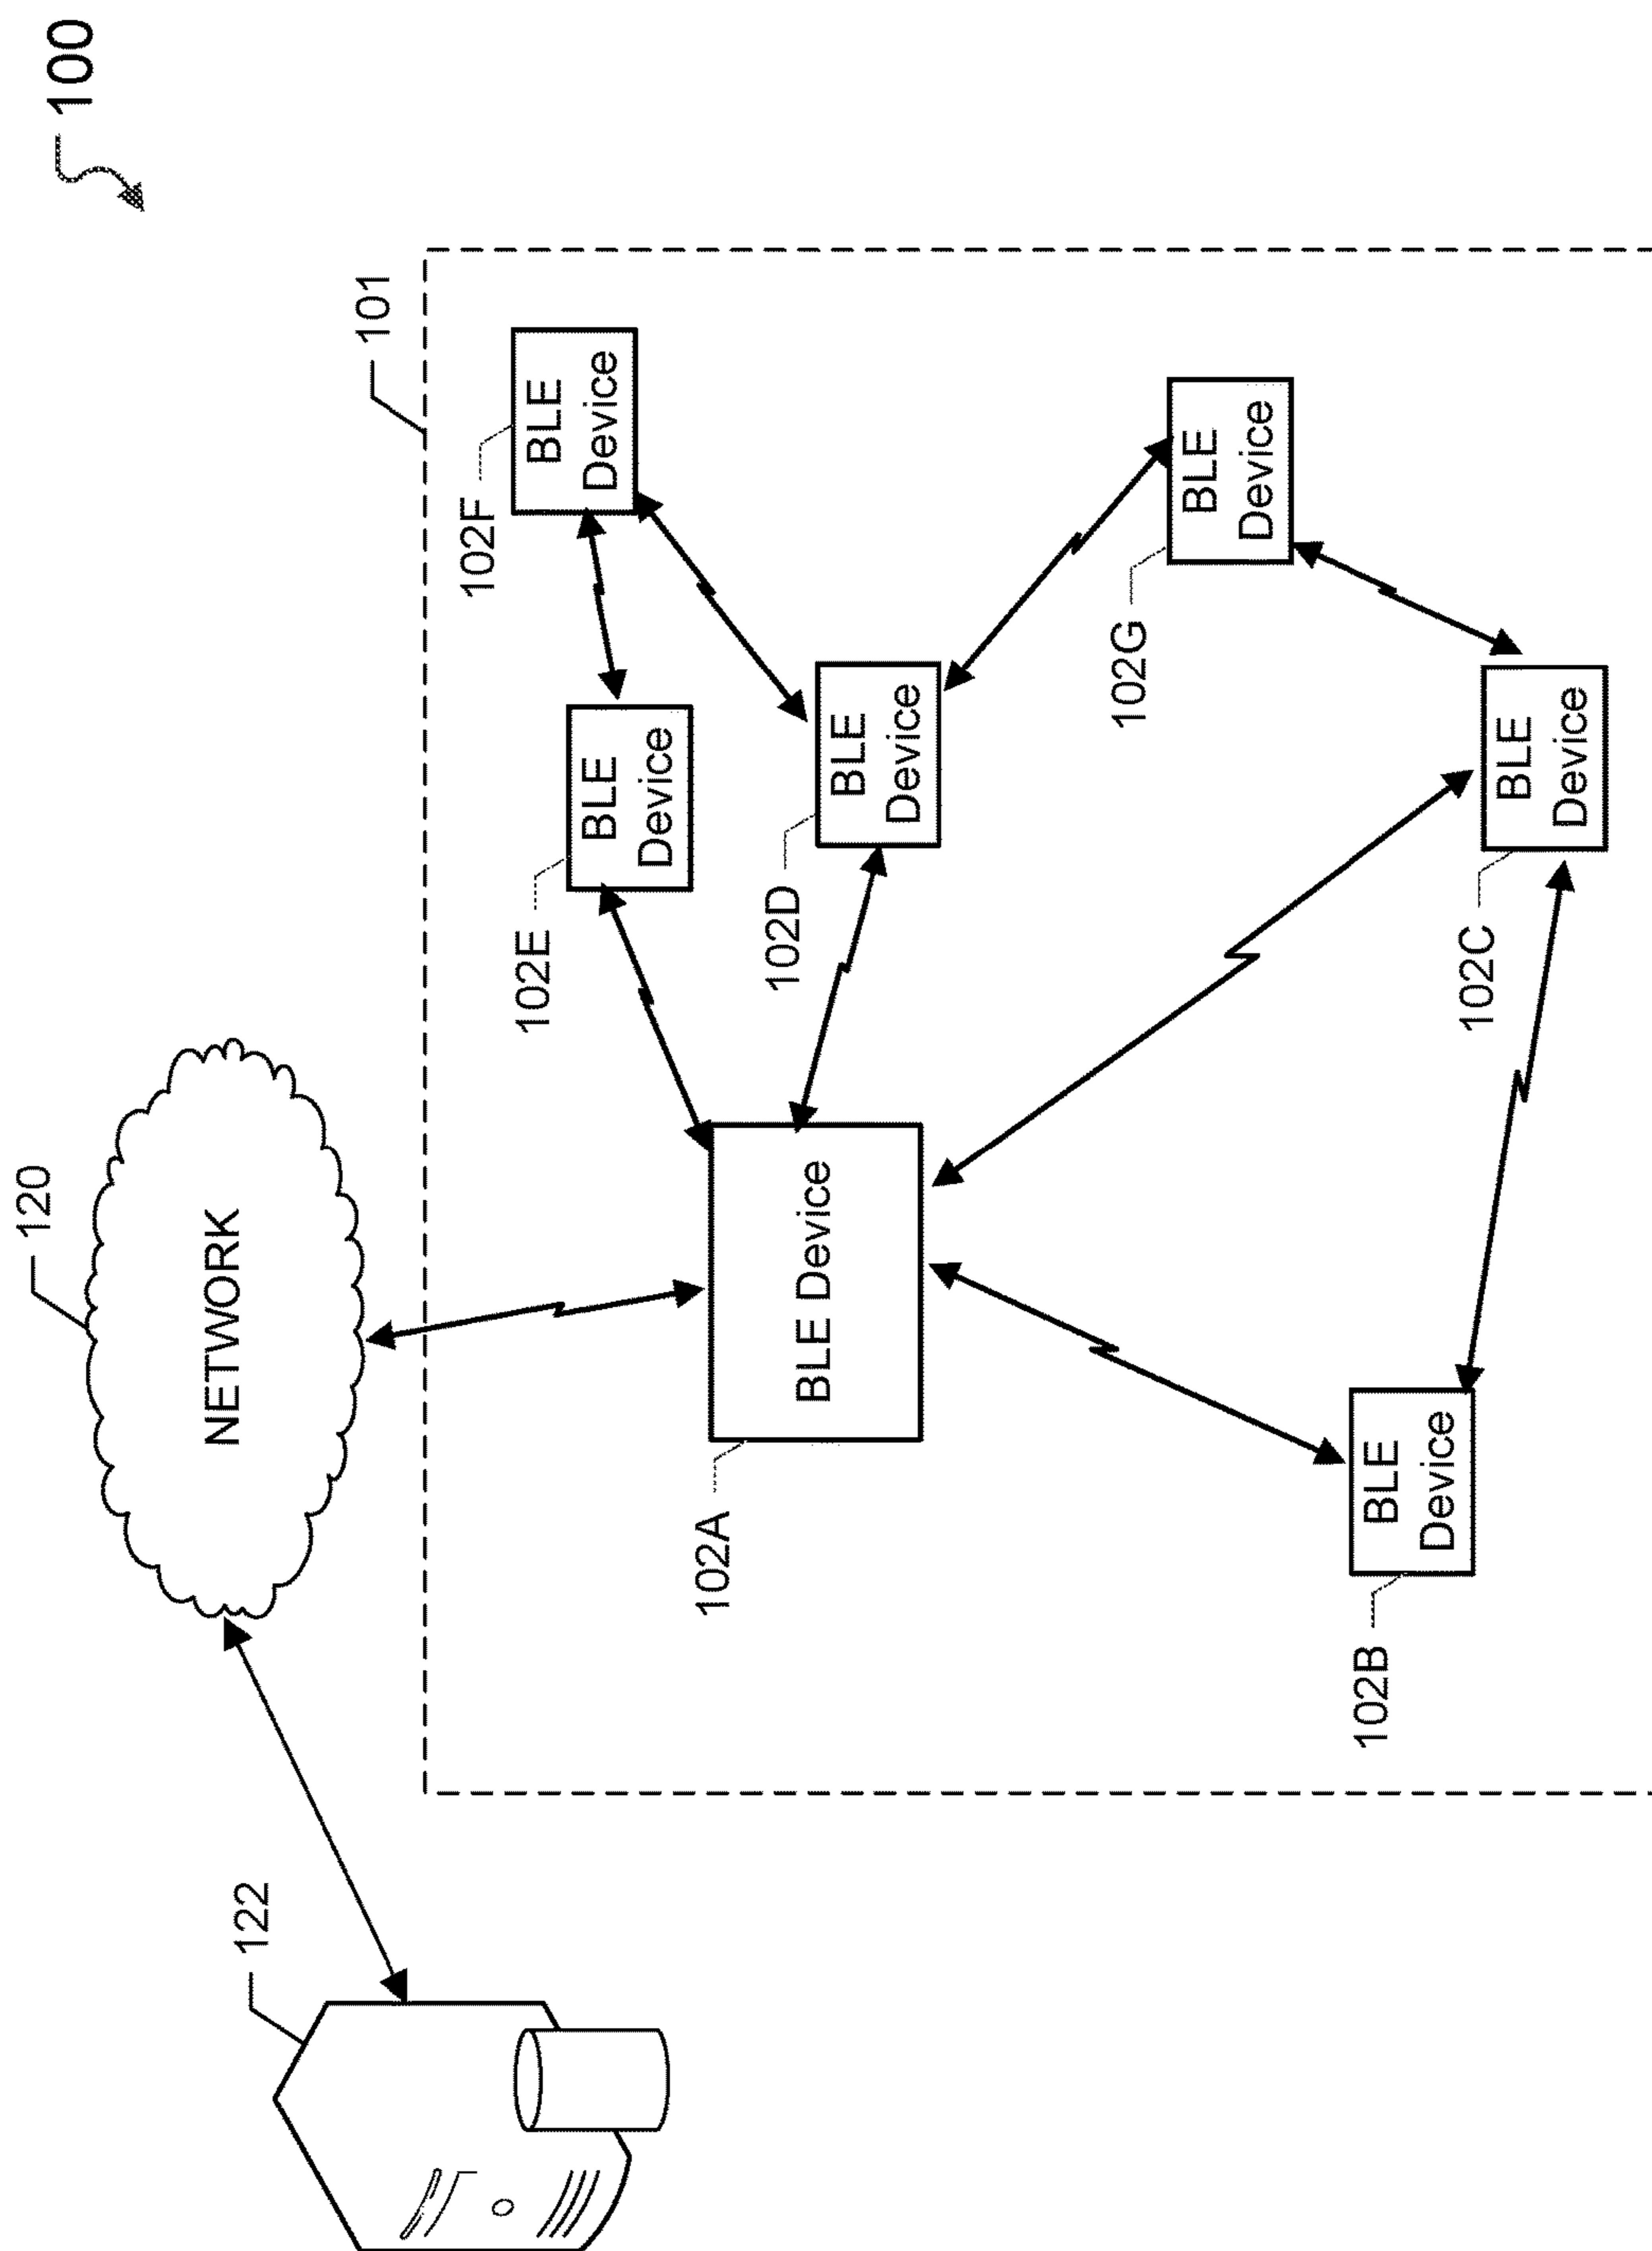 100
122
120
NETWORK
101
102F
BLE
Device
102E
BLE
Device
102D
BLE
Device
102A
BLE Device
102G
BLE
Device
102C
BLE
Device
102B
BLE
Device